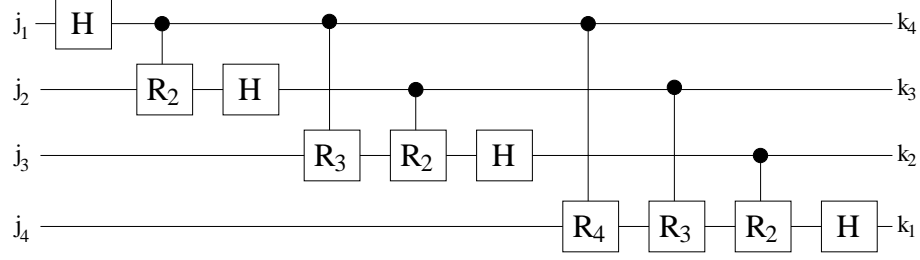 j₁ H k₄
j₂ R₂ H k₃
j₃ R₃ R₂ H k₂
j₄ R₄ R₃ R₂ H k₁